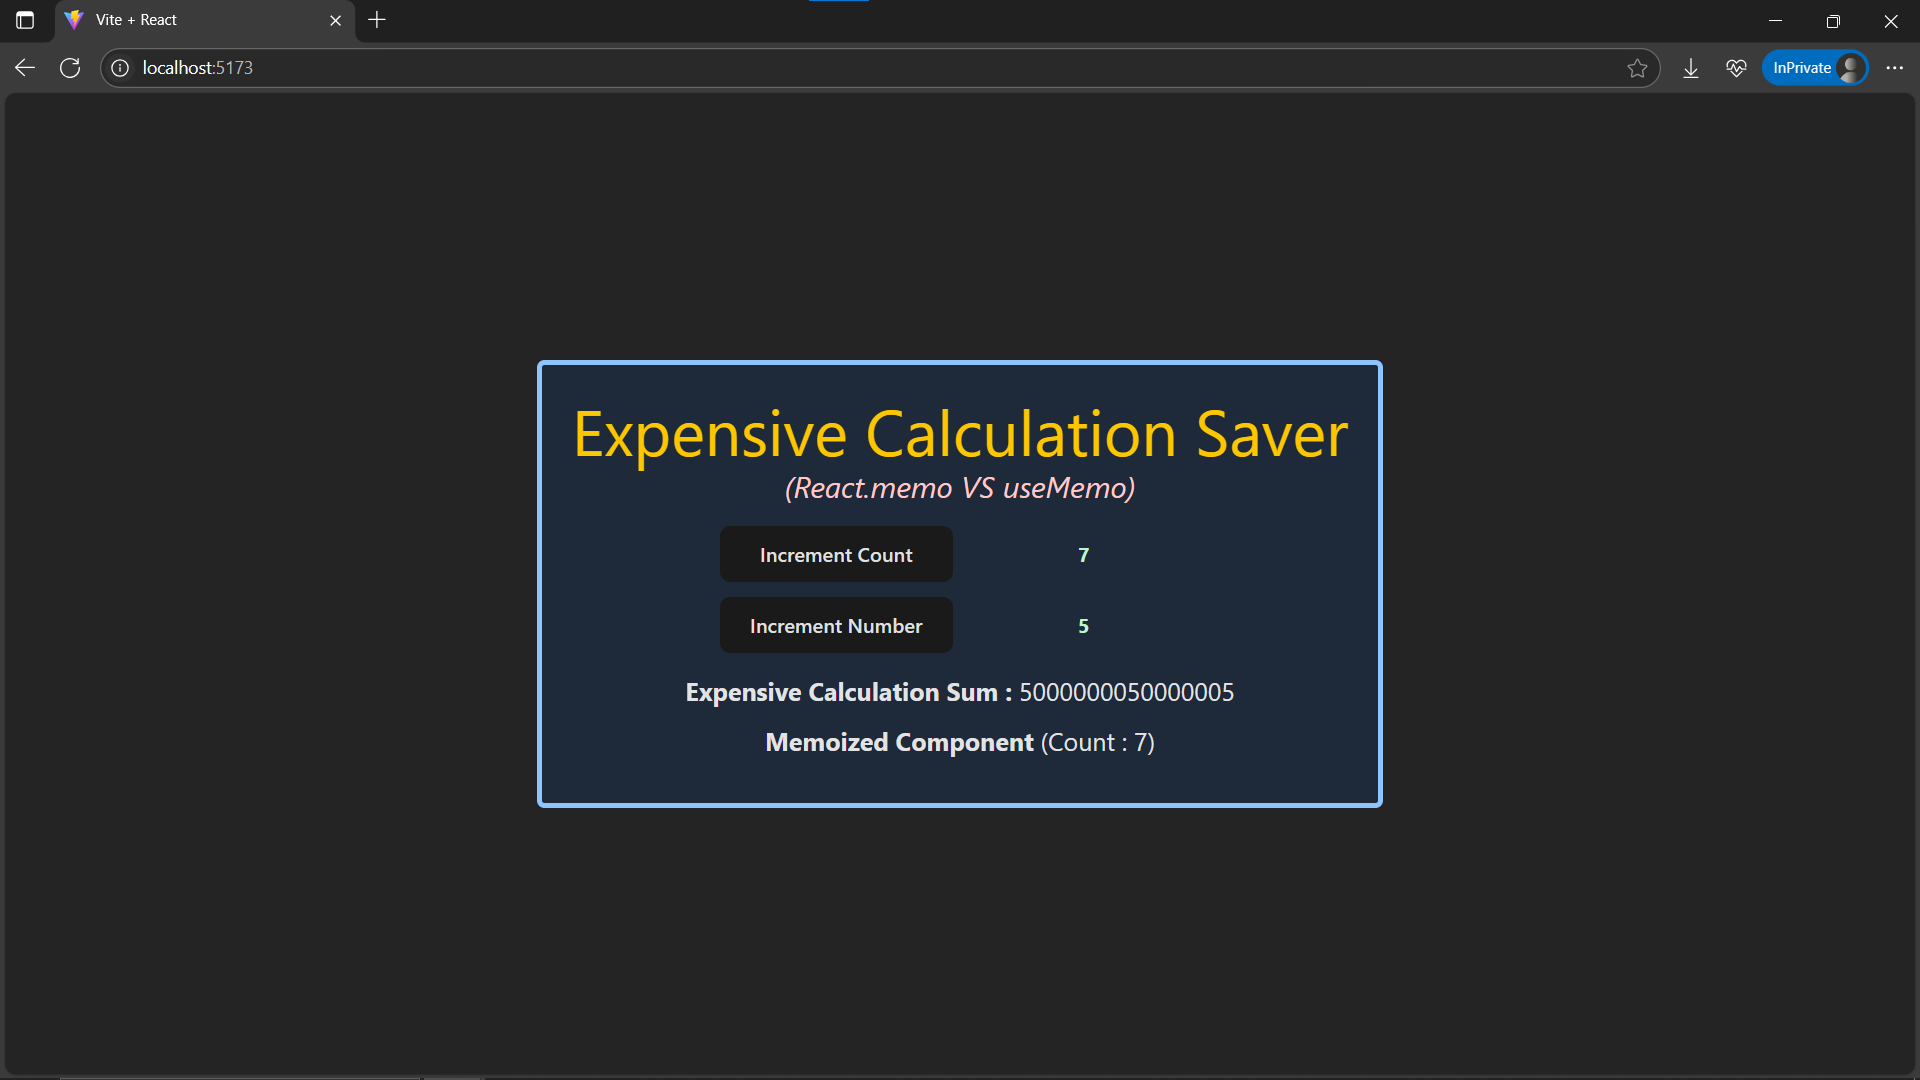 Vite + React
localhost:5173
InPrivate
Expensive Calculation Saver
(React.memo VS useMemo)
Increment Count 7
Increment Number 5
Expensive Calculation Sum : 5000000050000005
Memoized Component (Count : 7)